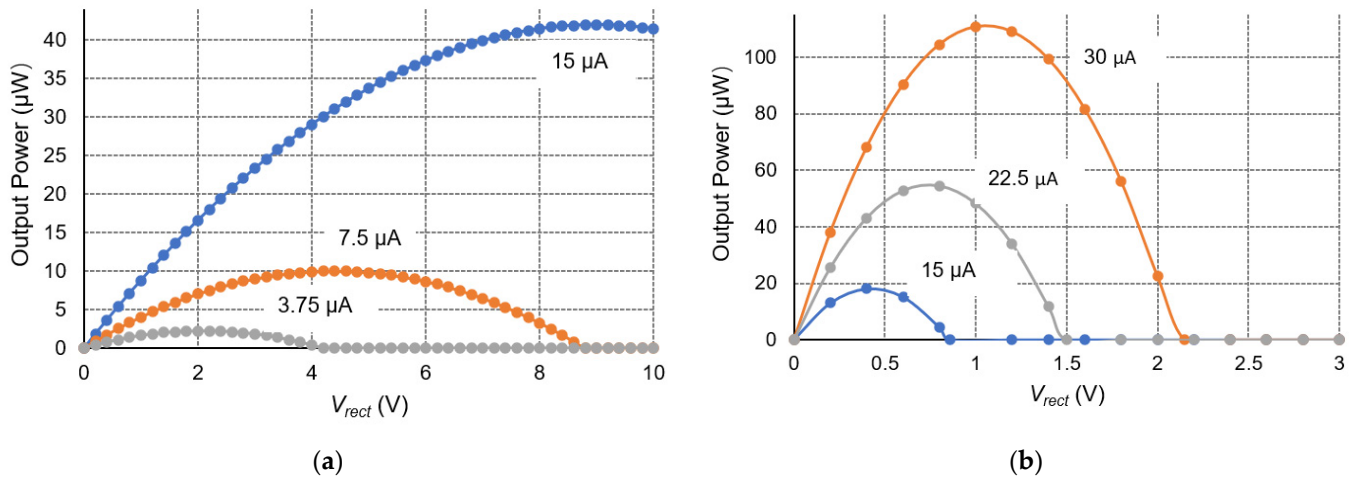 Output Power (µW)
40
35
30
25
20
15
10
5
0
15 µA
7.5 µA
3.75 µA
0 2 4 6 8 10
V_rect (V)
(a)
Output Power (µW)
100
80
60
40
20
0
30 µA
22.5 µA
15 µA
0 0.5 1 1.5 2 2.5 3
V_rect (V)
(b)